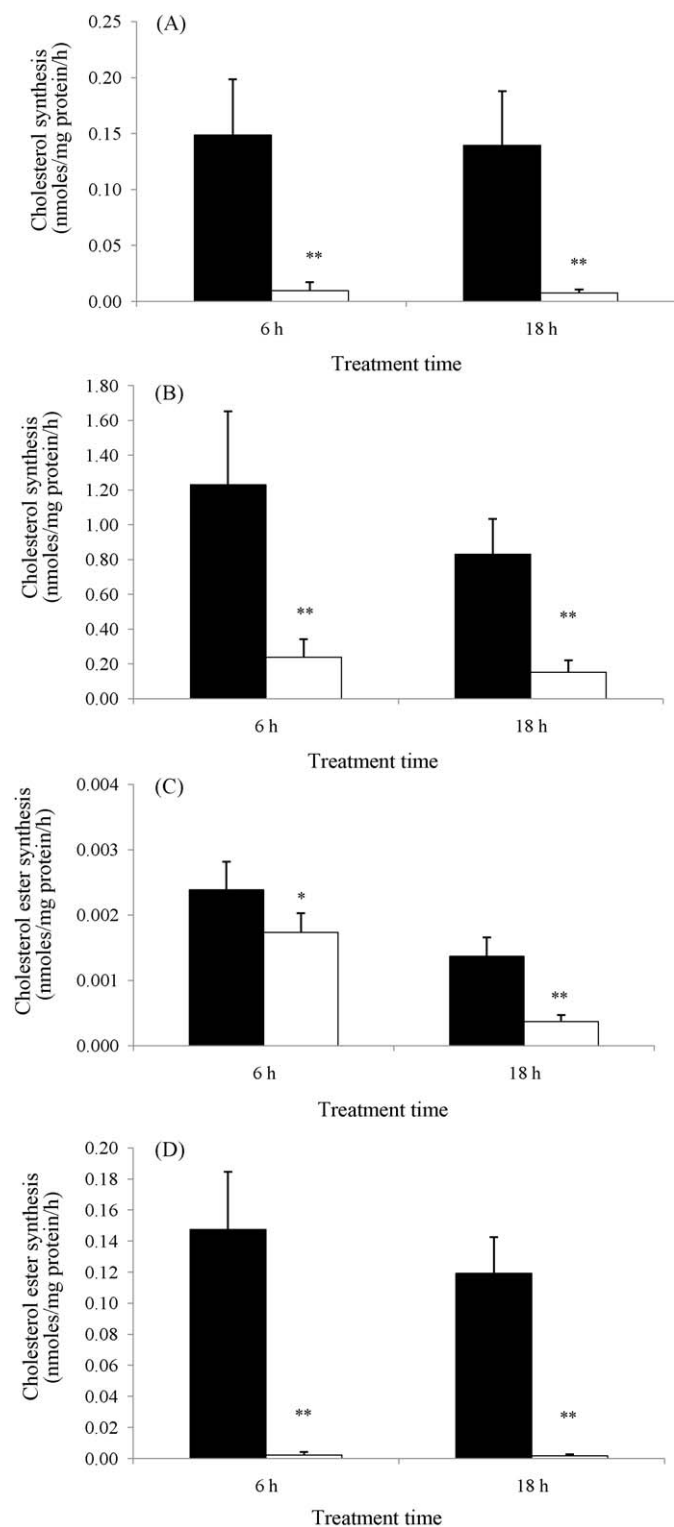 (A)
Cholesterol synthesis
(nmoles/mg protein/h)
0.25
0.20
0.15
0.10
0.05
0.00
**
**
6 h
18 h
Treatment time
(B)
Cholesterol synthesis
(nmoles/mg protein/h)
1.80
1.60
1.40
1.20
1.00
0.80
0.60
0.40
0.20
0.00
**
**
6 h
18 h
Treatment time
(C)
Cholesterol ester synthesis
(nmoles/mg protein/h)
0.004
0.003
0.002
0.001
0.000
*
**
6 h
18 h
Treatment time
(D)
Cholesterol ester synthesis
(nmoles/mg protein/h)
0.20
0.18
0.16
0.14
0.12
0.10
0.08
0.06
0.04
0.02
0.00
**
**
6 h
18 h
Treatment time